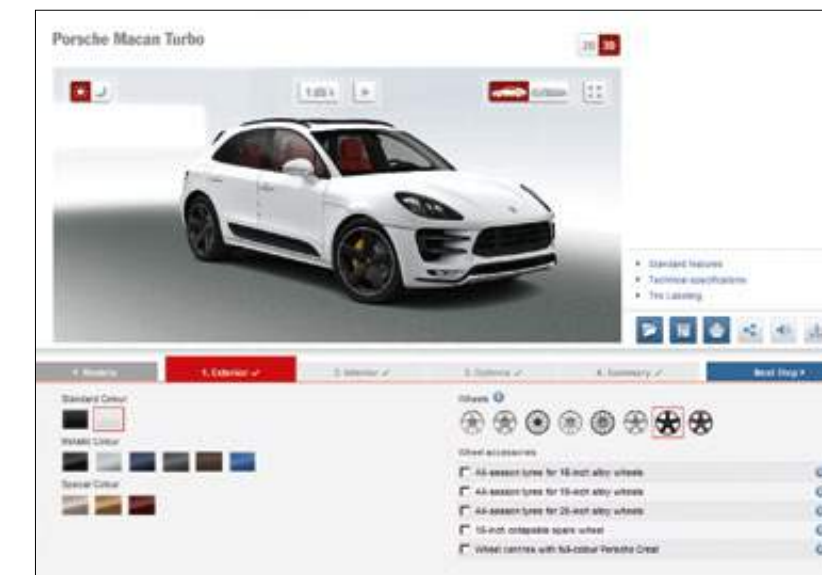 Porsche Macan Turbo
2D 3D
Standard features
Technical specifications
Tire Labeling
Models
1. Exterior
2. Interior
3. Options
4. Summary
Next Step
Standard Colour
Wheels
Metallic Colour
Wheel accessories
All-season tyres for 18-inch alloy wheels
Special Colour
All-season tyres for 19-inch alloy wheels
All-season tyres for 20-inch alloy wheels
18-inch collapsible spare wheel
Wheel centres with full-colour Porsche Crest